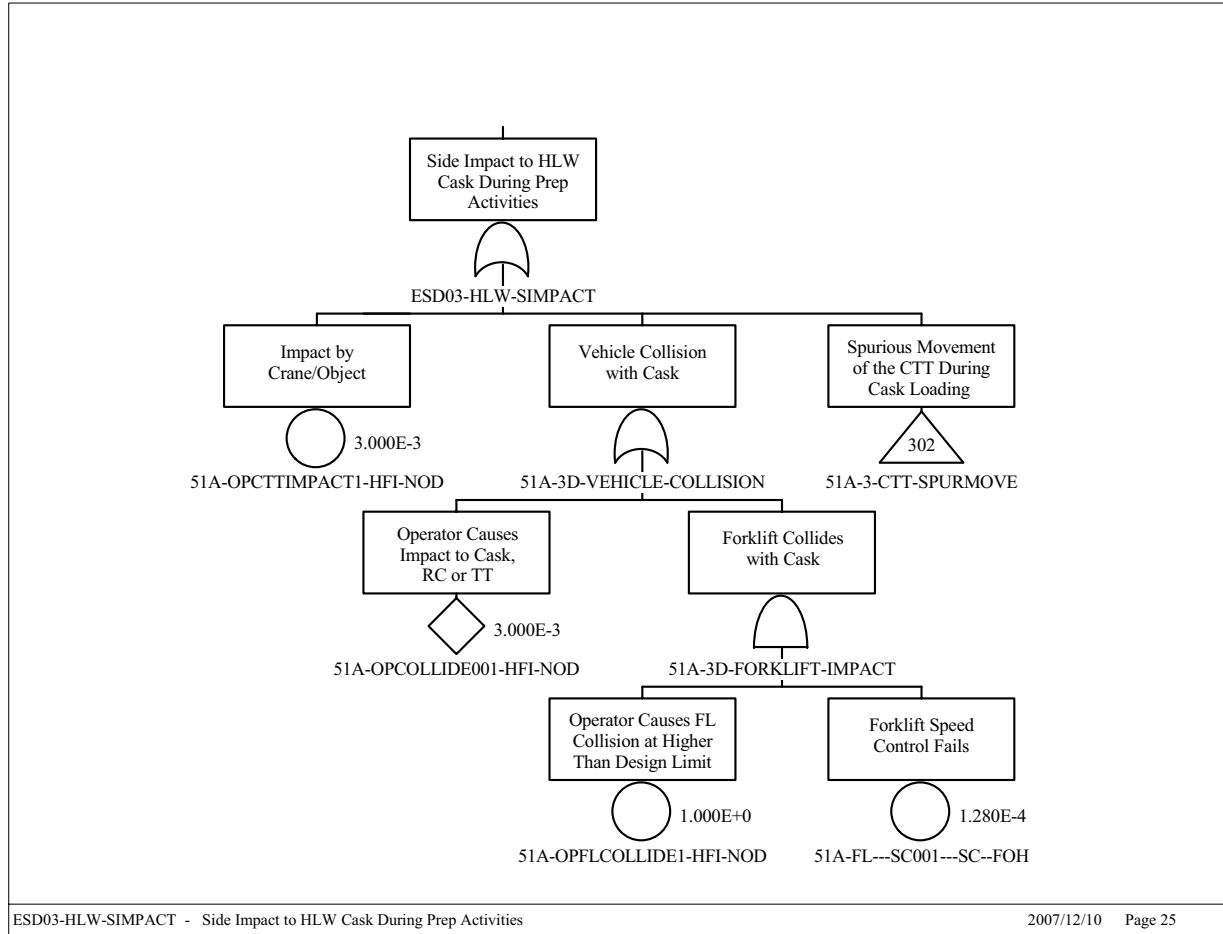 Side Impact to HLW
Cask During Prep
Activities
ESD03-HLW-SIMPACT
Impact by
Crane/Object
3.000E-3
51A-OPCTTIMPACT1-HFI-NOD
Vehicle Collision
with Cask
51A-3D-VEHICLE-COLLISION
Spurious Movement
of the CTT During
Cask Loading
302
51A-3-CTT-SPURMOVE
Operator Causes
Impact to Cask,
RC or TT
3.000E-3
51A-OPCOLLIDE001-HFI-NOD
Forklift Collides
with Cask
51A-3D-FORKLIFT-IMPACT
Operator Causes FL
Collision at Higher
Than Design Limit
1.000E+0
51A-OPFLCOLLIDE1-HFI-NOD
Forklift Speed
Control Fails
1.280E-4
51A-FL---SC001---SC--FOH
ESD03-HLW-SIMPACT - Side Impact to HLW Cask During Prep Activities
2007/12/10 Page 25